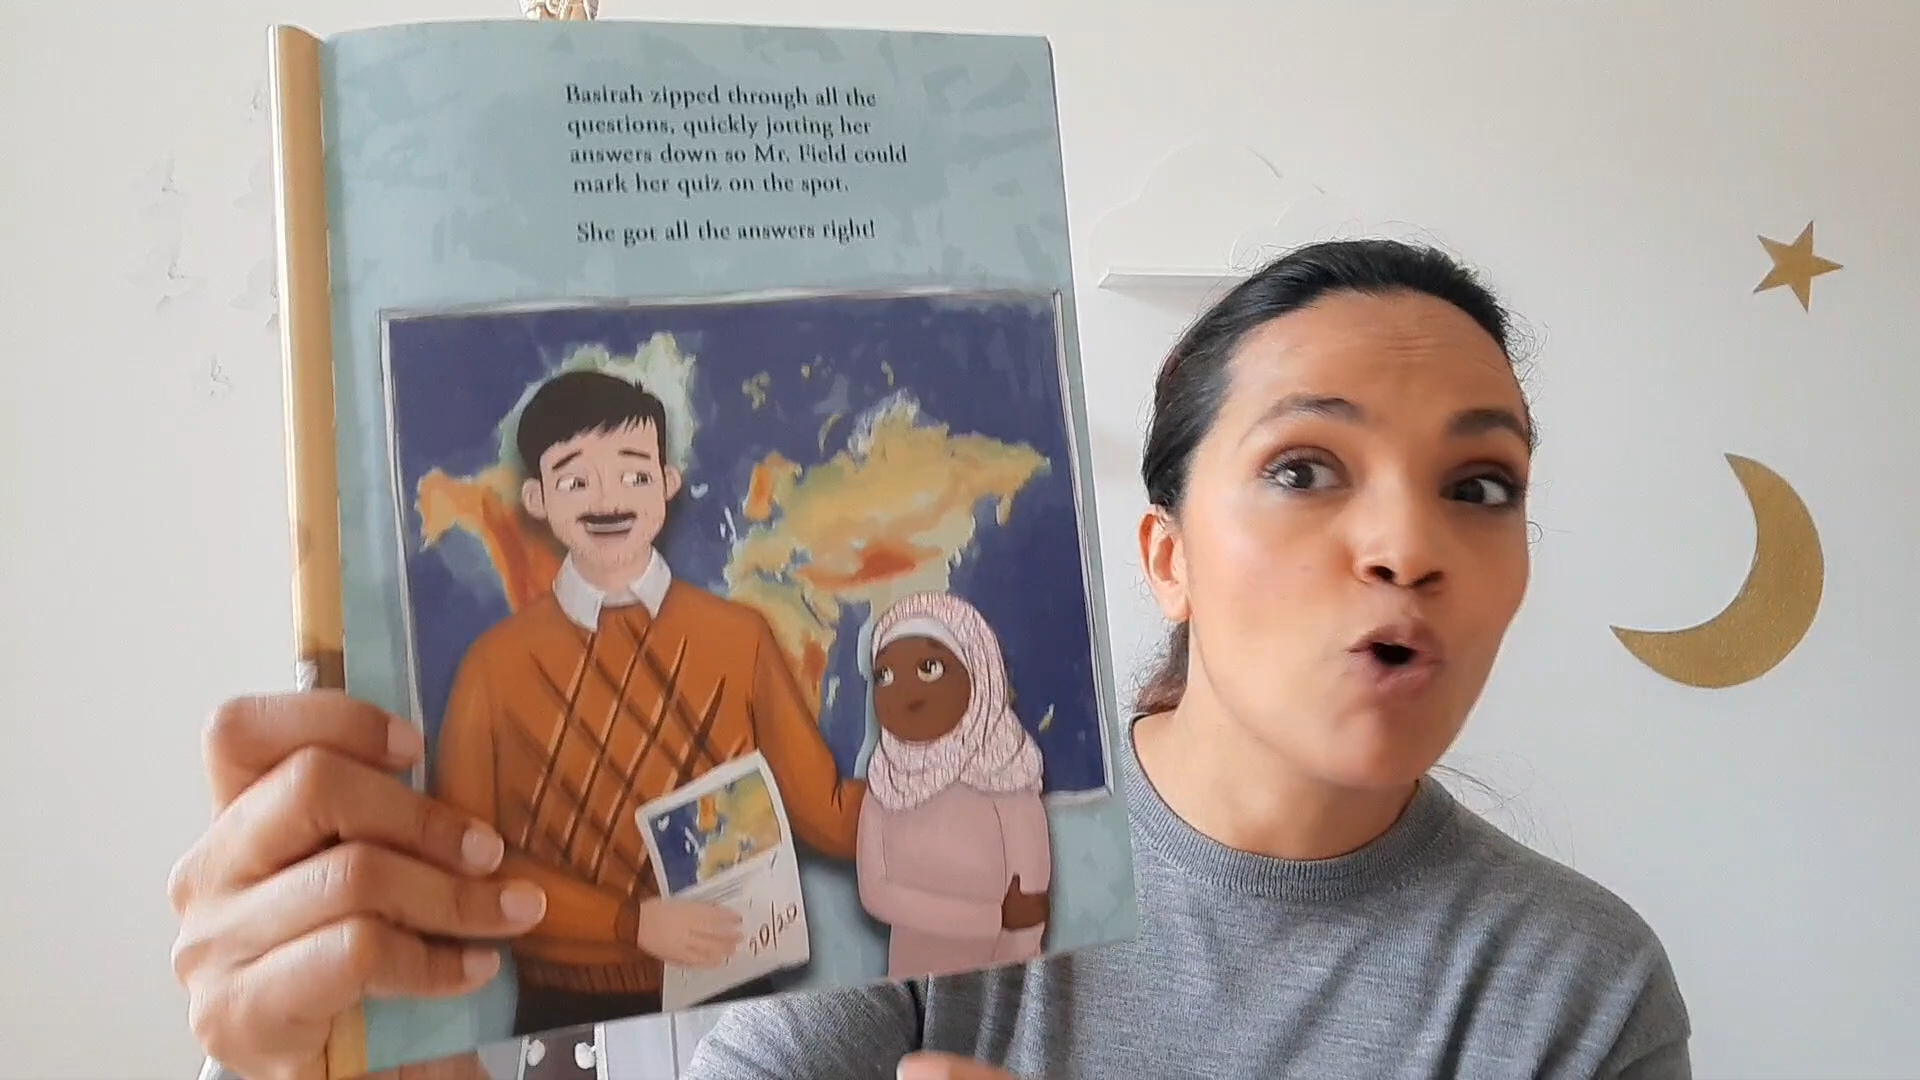 Basirah zipped through all the
questions, quickly jotting her
answers down so Mr. Field could
mark her quiz on the spot.
She got all the answers right!
20/20